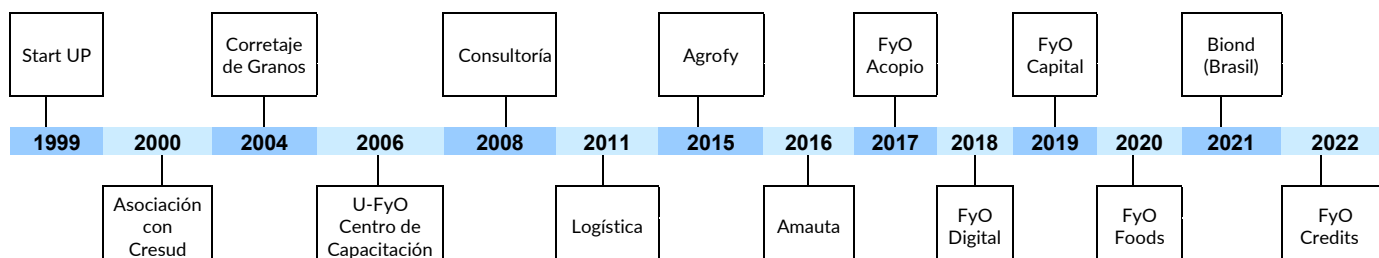 Start UP
Corretaje
de Granos
Consultoría
Agrofy
FyO
Acopio
FyO
Capital
Biond
(Brasil)
1999 2000 2004 2006 2008 2011 2015 2016 2017 2018 2019 2020 2021 2022
Asociación
con
Cresud
U-FyO
Centro de
Capacitación
Logística
Amauta
FyO
Digital
FyO
Foods
FyO
Credits